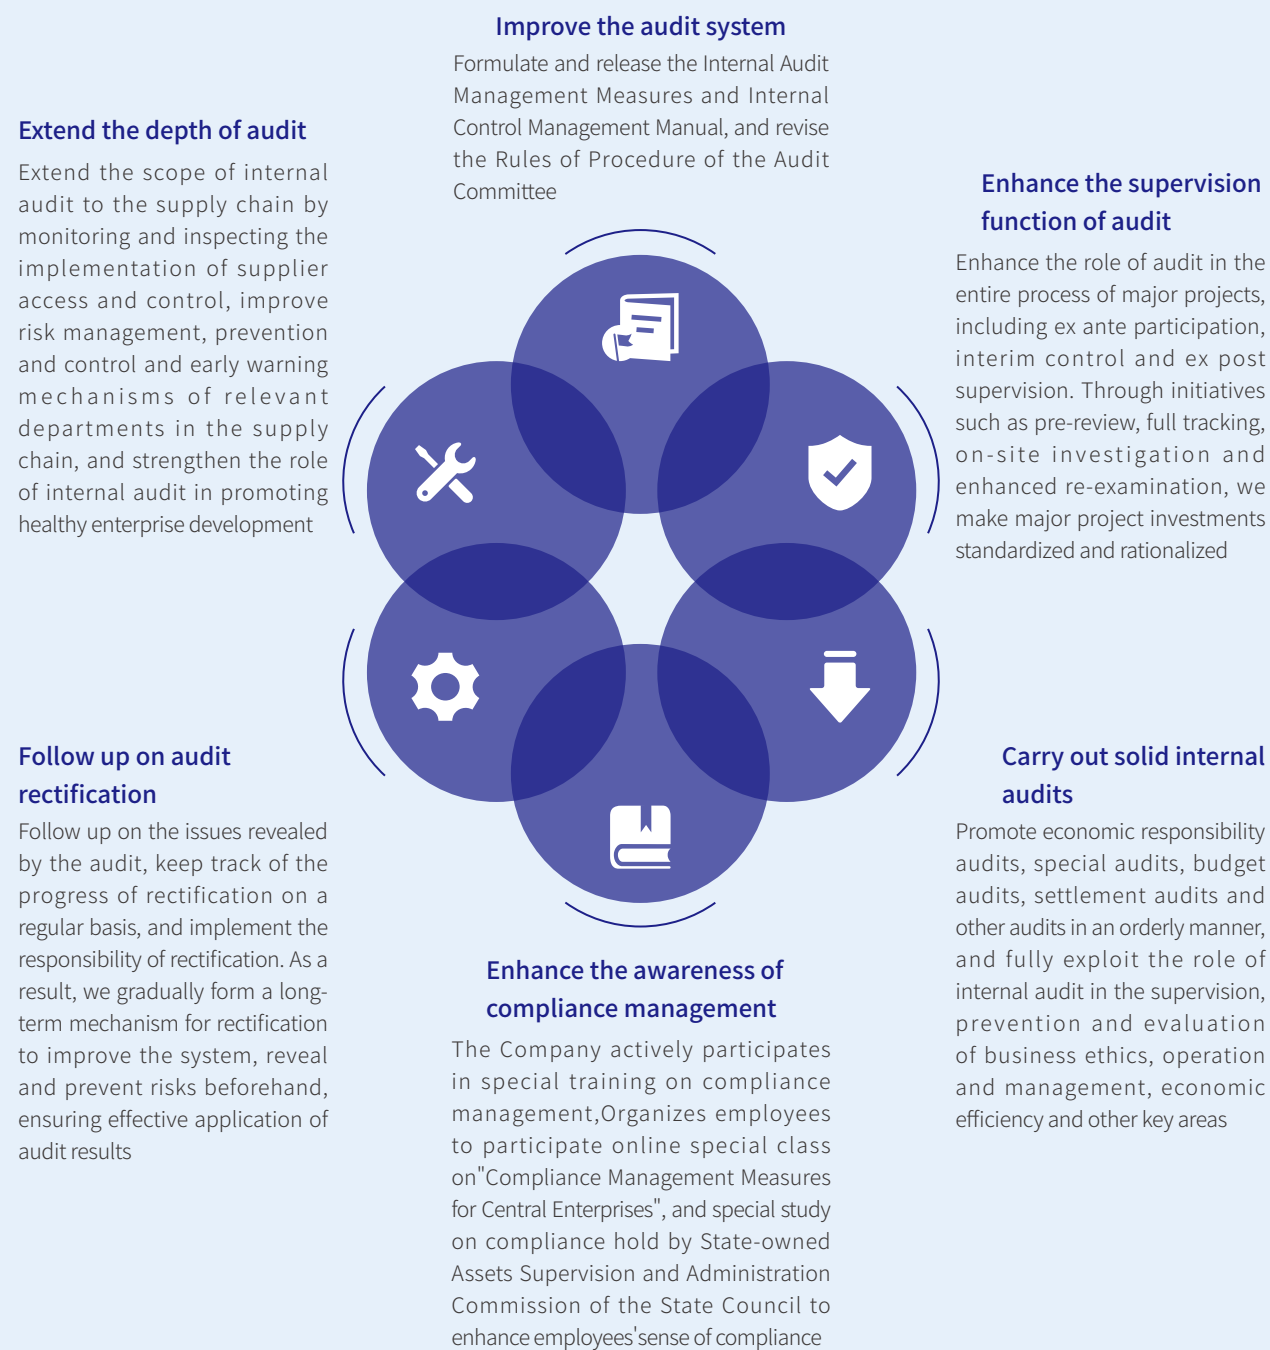 Improve the audit system
Formulate and release the Internal Audit
Management Measures and Internal
Control Management Manual, and revise
the Rules of Procedure of the Audit
Committee
Extend the depth of audit
Extend the scope of internal
audit to the supply chain by
monitoring and inspecting the
implementation of supplier
access and control, improve
risk management, prevention
and control and early warning
mechanisms of relevant
departments in the supply
chain, and strengthen the role
of internal audit in promoting
healthy enterprise development
Enhance the supervision
function of audit
Enhance the role of audit in the
entire process of major projects,
including ex ante participation,
interim control and ex post
supervision. Through initiatives
such as pre-review, full tracking,
on-site investigation and
enhanced re-examination, we
make major project investments
standardized and rationalized
Follow up on audit
rectification
Follow up on the issues revealed
by the audit, keep track of the
progress of rectification on a
regular basis, and implement the
responsibility of rectification. As a
result, we gradually form a long-
term mechanism for rectification
to improve the system, reveal
and prevent risks beforehand,
ensuring effective application of
audit results
Carry out solid internal
audits
Promote economic responsibility
audits, special audits, budget
audits, settlement audits and
other audits in an orderly manner,
and fully exploit the role of
internal audit in the supervision,
prevention and evaluation
of business ethics, operation
and management, economic
efficiency and other key areas
Enhance the awareness of
compliance management
The Company actively participates
in special training on compliance
management,Organizes employees
to participate online special class
on"Compliance Management Measures
for Central Enterprises", and special study
on compliance hold by State-owned
Assets Supervision and Administration
Commission of the State Council to
enhance employees'sense of compliance